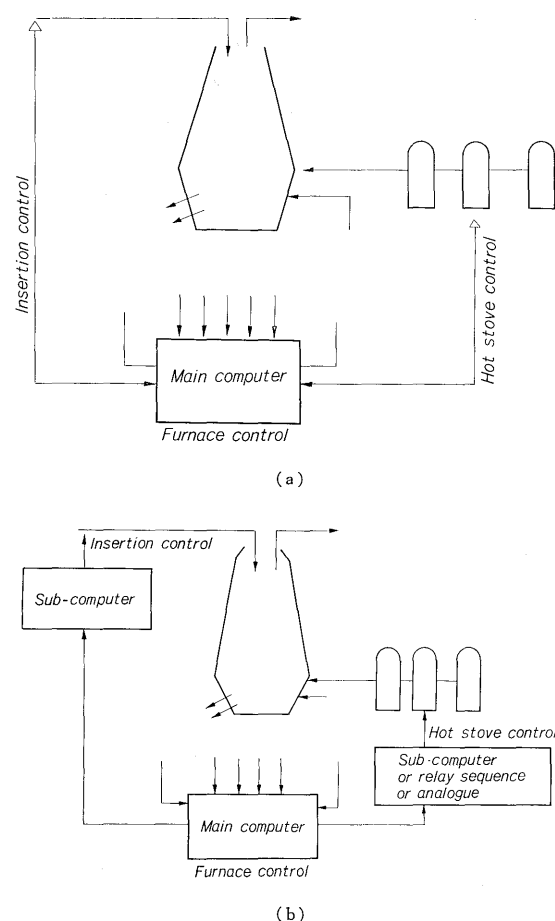 Insertion control
Hot stove control
Main computer
Furnace control
(a)
Insertion control
Sub-computer
Hot stove control
Sub-computer
or relay sequence
or analogue
Main computer
Furnace control
(b)